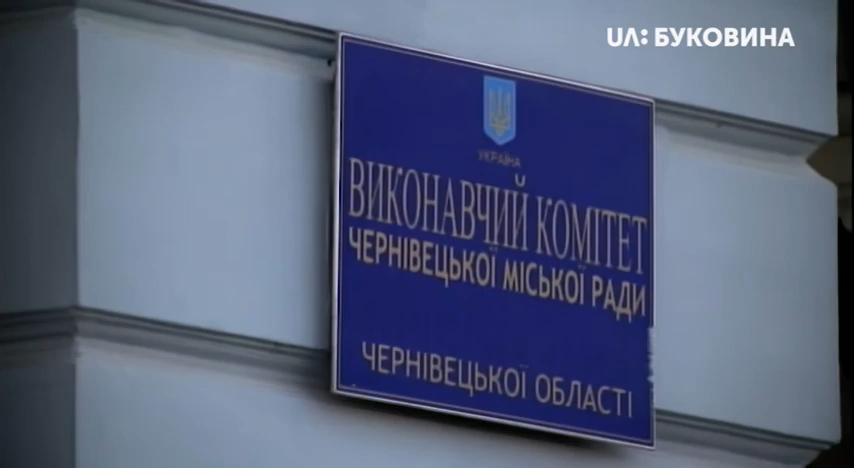 UA: БУКОВИНА
УКРАЇНА
ВИКОНАВЧИЙ КОМІТЕТ
ЧЕРНІВЕЦЬКОЇ МІСЬКОЇ РАДИ
ЧЕРНІВЕЦЬКОЇ ОБЛАСТІ